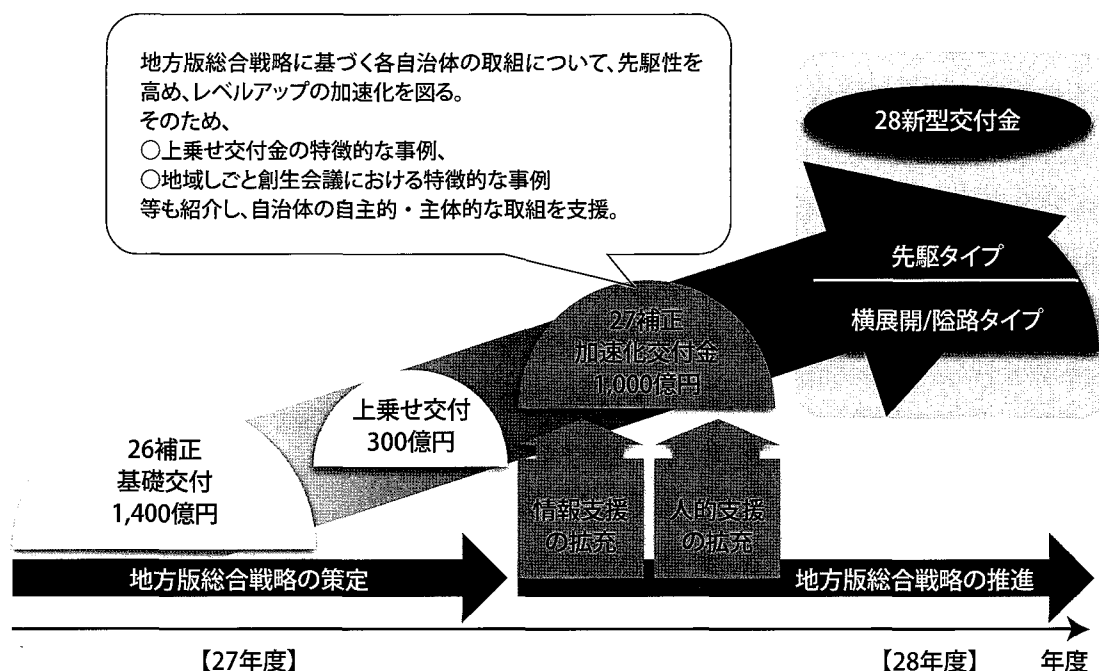 地方版総合戦略に基づく各自治体の取組について、先駆性を
高め、レベルアップの加速化を図る。
そのため、
○上乗せ交付金の特徴的な事例、
○地域しごと創生会議における特徴的な事例
等も紹介し、自治体の自主的・主体的な取組を支援。
28新型交付金
先駆タイプ
横展開/隘路タイプ
27補正
加速化交付金
1,000億円
上乗せ交付
300億円
26補正
基礎交付
1,400億円
情報支援
の拡充
人的支援
の拡充
地方版総合戦略の策定
地方版総合戦略の推進
【27年度】
【28年度】
年度